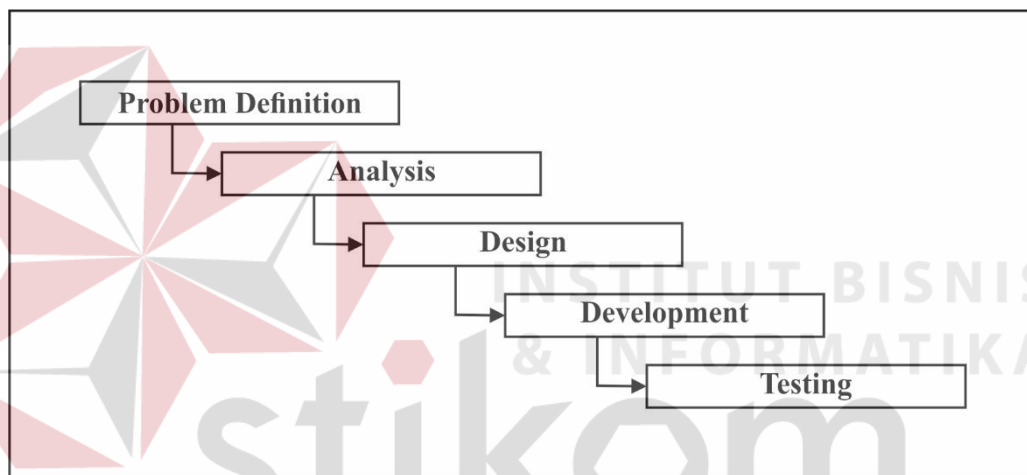 Problem Definition
Analysis
Design
INSTITUT BISNIS
Development
& INFORMATIKA
Testing
stikom